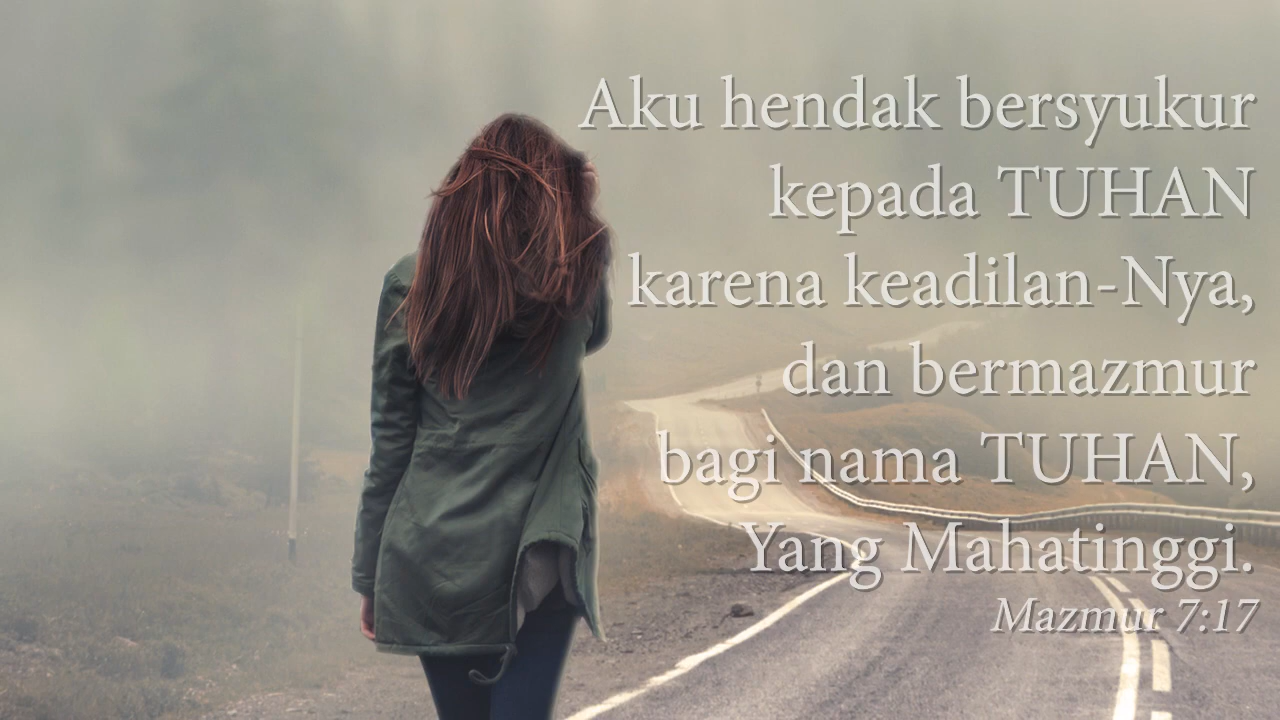 Aku hendak bersyukur
kepada TUHAN
karena keadilan-Nya,
dan bermazmur
bagi nama TUHAN,
Yang Mahatinggi.
Mazmur 7:17